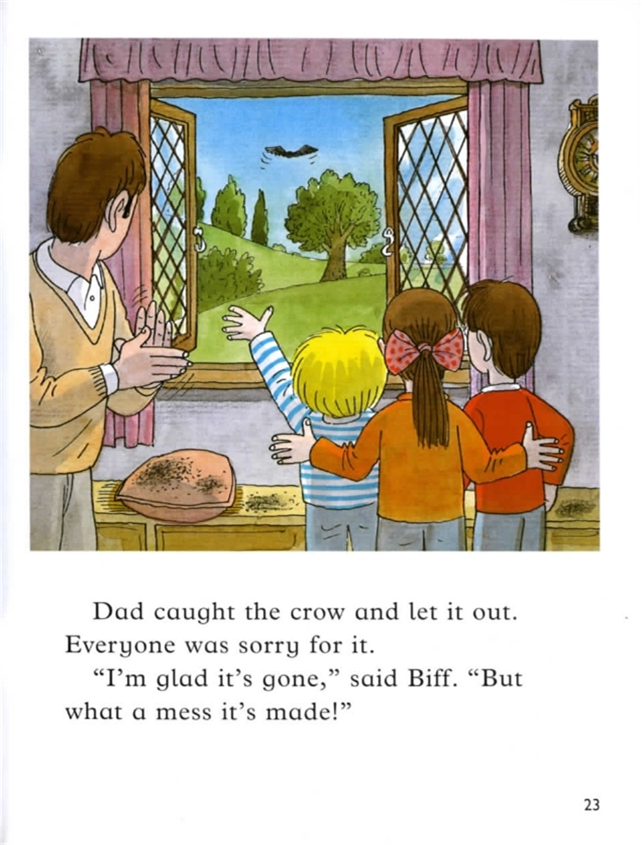 Dad caught the crow and let it out.
Everyone was sorry for it.
“I’m glad it’s gone,” said Biff. “But
what a mess it’s made!”
23